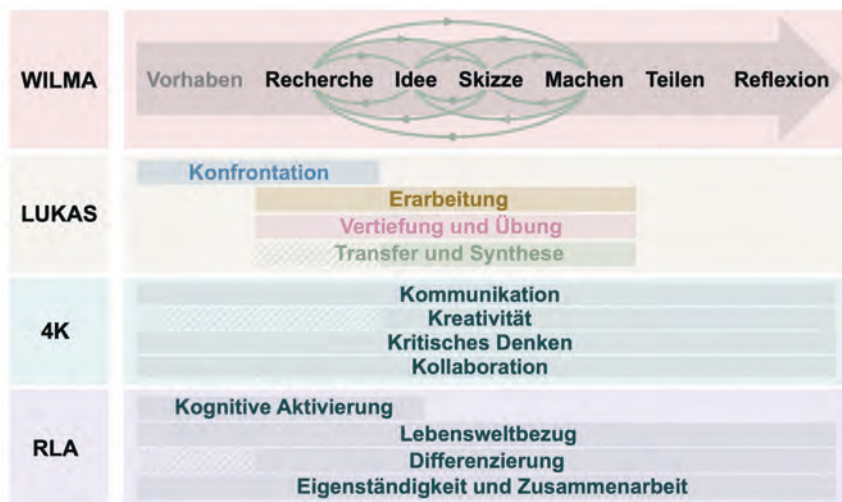 WILMA
Vorhaben Recherche Idee Skizze Machen Teilen Reflexion
LUKAS
Konfrontation
Erarbeitung
Vertiefung und Übung
Transfer und Synthese
4K
Kommunikation
Kreativität
Kritisches Denken
Kollaboration
RLA
Kognitive Aktivierung
Lebensweltbezug
Differenzierung
Eigenständigkeit und Zusammenarbeit